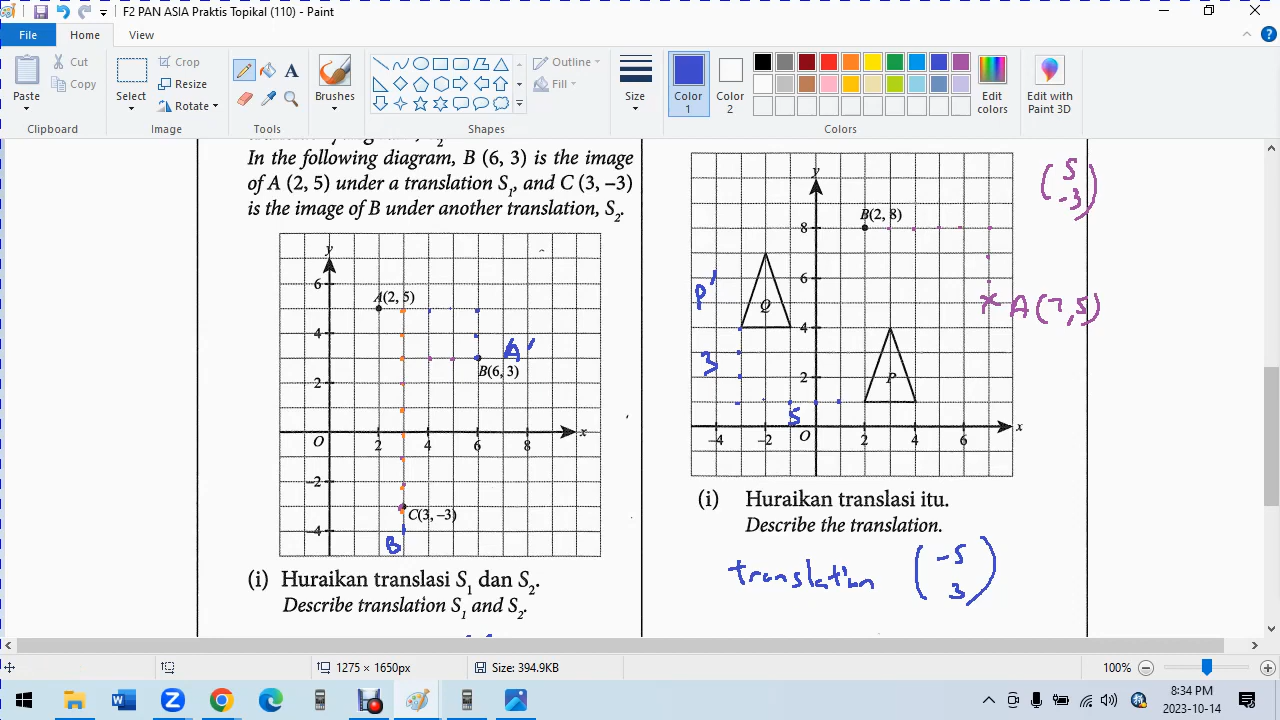 F2 PAN ASIA Praktis Topikal (110) - Paint
File Home View
Paste
Cut
Copy
Clipboard
Select
Crop
Resize
Rotate
Image
A
Tools
Brushes
Shapes
Outline
Fill
Size
Color 1
Color 2
Colors
Edit colors
Edit with Paint 3D
In the following diagram, B (6, 3) is the image
of A (2, 5) under a translation S1, and C (3, –3)
is the image of B under another translation, S2.
y
6
4
2
O
–2
–4
2 4 6 8
x
A(2, 5)
A'
B(6, 3)
C(3, –3)
B
(i) Huraikan translasi S1 dan S2.
Describe translation S1 and S2.
y
8
6
4
2
–4 –2 O 2 4 6
x
B(2, 8)
Q
P
P'
3
5
(5
-3)
A (7,5)
(i) Huraikan translasi itu.
Describe the translation.
translation (-5
3)
1275 × 1650px
Size: 394.9KB
100%
8:34 PM
2023-10-14